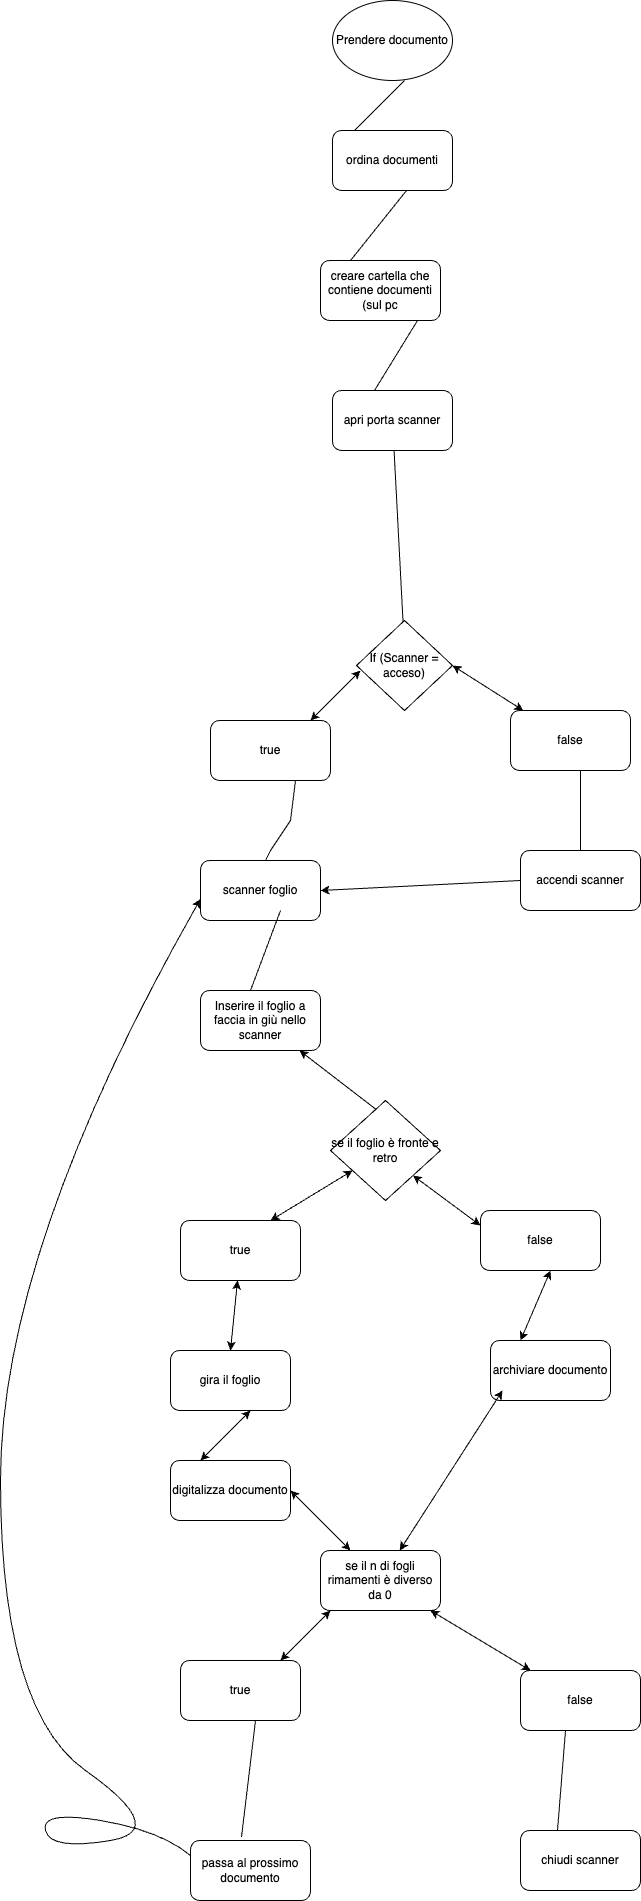 Prendere documento
ordina documenti
creare cartella che
contiene documenti
(sul pc
apri porta scanner
If (Scanner =
acceso)
true
false
scanner foglio
accendi scanner
Inserire il foglio a
faccia in giù nello
scanner
se il foglio è fronte e
retro
true
false
gira il foglio
archiviare documento
digitalizza documento
se il n di fogli
rimamenti è diverso
da 0
true
false
passa al prossimo
documento
chiudi scanner